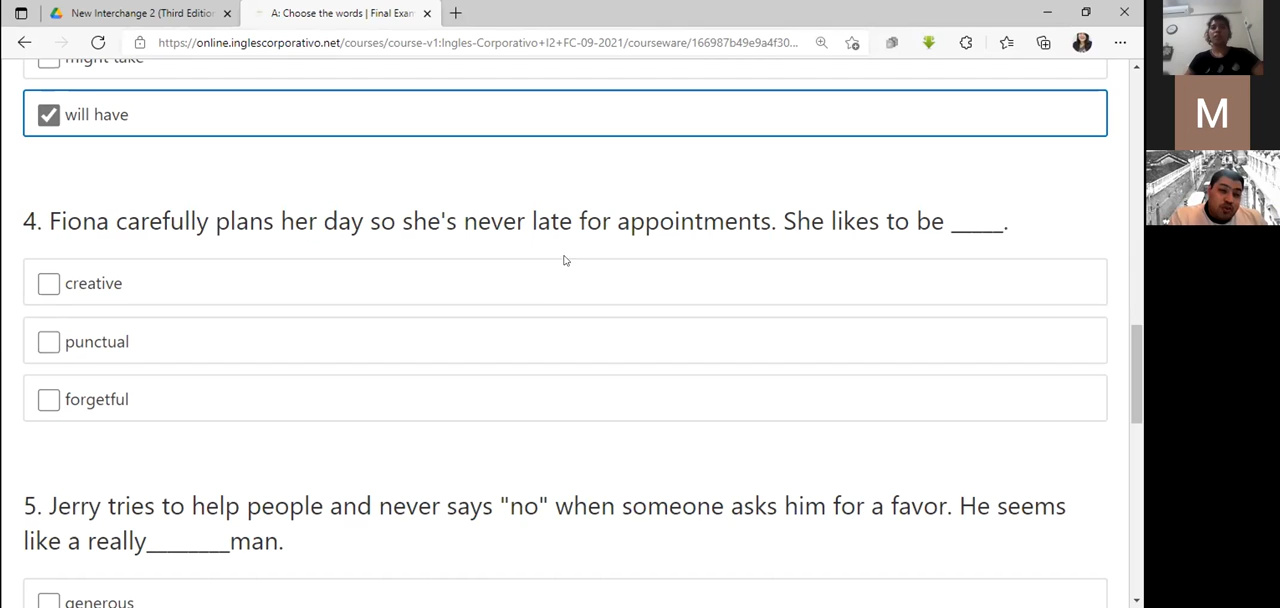 New Interchange 2 (Third Edition
A: Choose the words | Final Exam
https://online.inglescorporativo.net/courses/course-v1:Ingles-Corporativo+I2+FC-09-2021/courseware/166987b49e9a4f30...
might take
will have
4. Fiona carefully plans her day so she's never late for appointments. She likes to be _____.
creative
punctual
forgetful
5. Jerry tries to help people and never says "no" when someone asks him for a favor. He seems
like a really________man.
generous
M